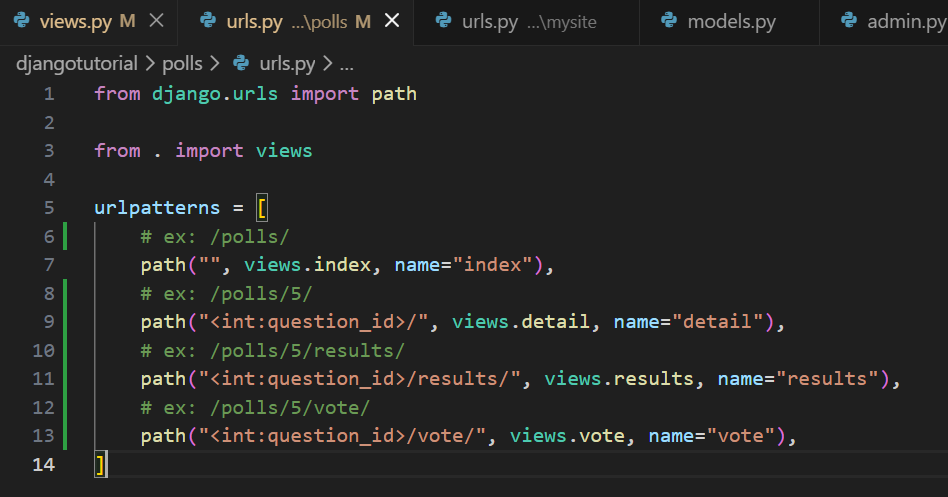 views.py M
urls.py ...\polls M
urls.py ...\mysite
models.py
admin.py
djangotutorial > polls > urls.py > ...
1 from django.urls import path
2
3 from . import views
4
5 urlpatterns = [
6     # ex: /polls/
7     path("", views.index, name="index"),
8     # ex: /polls/5/
9     path("<int:question_id>/", views.detail, name="detail"),
10     # ex: /polls/5/results/
11     path("<int:question_id>/results/", views.results, name="results"),
12     # ex: /polls/5/vote/
13     path("<int:question_id>/vote/", views.vote, name="vote"),
14 ]